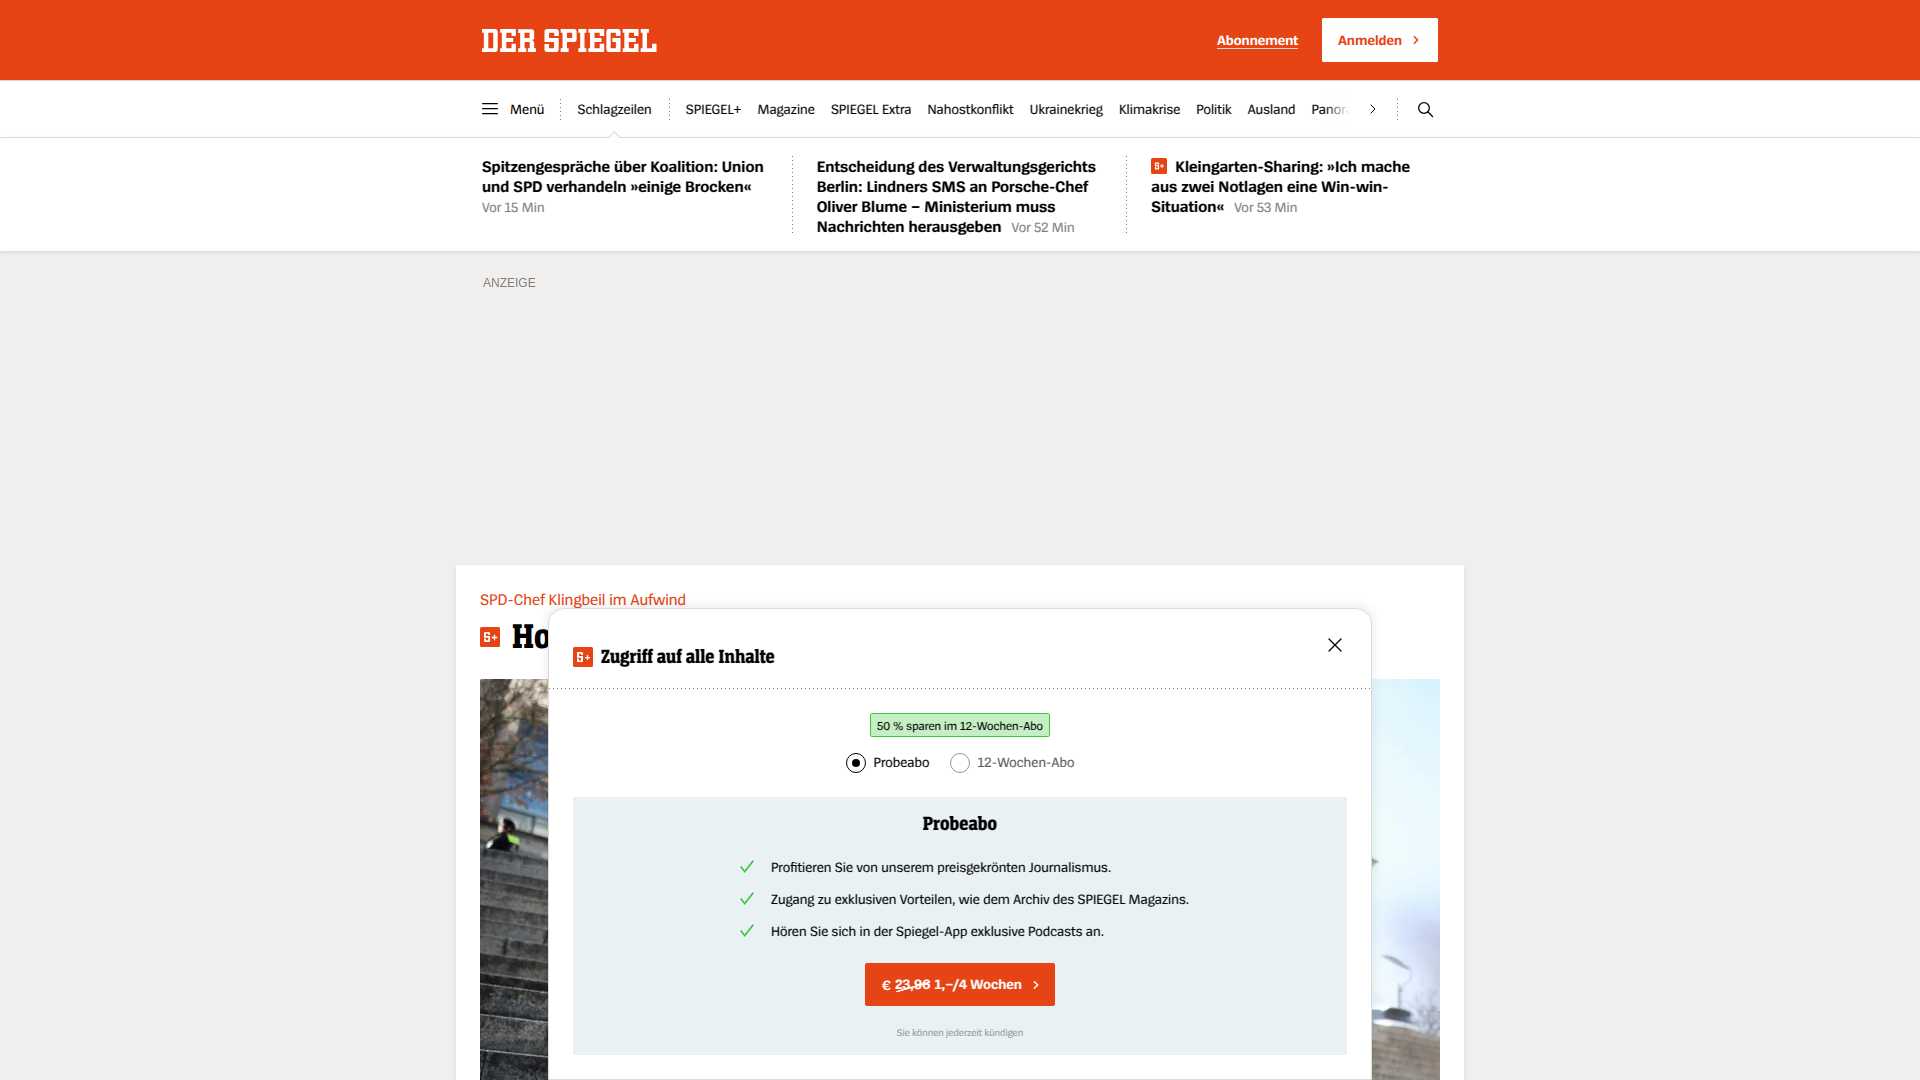 DER SPIEGEL
Abonnement
Anmelden
Menü
Schlagzeilen
SPIEGEL+
Magazine
SPIEGEL Extra
Nahostkonflikt
Ukrainekrieg
Klimakrise
Politik
Ausland
Panor
Spitzengespräche über Koalition: Union
und SPD verhandeln »einige Brocken«
Vor 15 Min
Entscheidung des Verwaltungsgerichts
Berlin: Lindners SMS an Porsche-Chef
Oliver Blume – Ministerium muss
Nachrichten herausgeben Vor 52 Min
S+ Kleingarten-Sharing: »Ich mache
aus zwei Notlagen eine Win-win-
Situation« Vor 53 Min
ANZEIGE
SPD-Chef Klingbeil im Aufwind
S+ Ho
S+ Zugriff auf alle Inhalte
50 % sparen im 12-Wochen-Abo
Probeabo
12-Wochen-Abo
Probeabo
Profitieren Sie von unserem preisgekrönten Journalismus.
Zugang zu exklusiven Vorteilen, wie dem Archiv des SPIEGEL Magazins.
Hören Sie sich in der Spiegel-App exklusive Podcasts an.
€ 23,96 1,–/4 Wochen
Sie können jederzeit kündigen